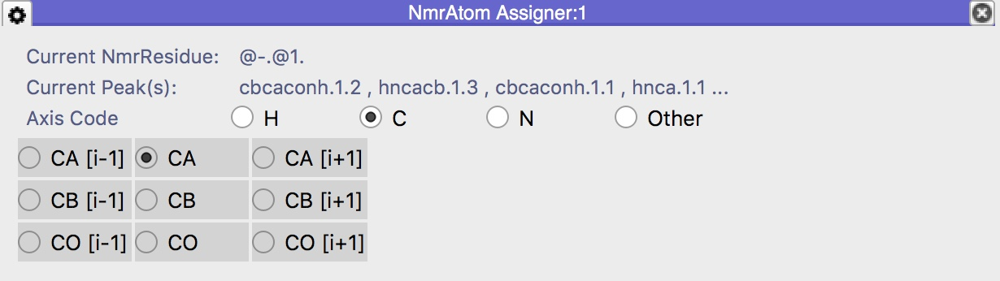 NmrAtom Assigner:1
Current NmrResidue: @-.@1.
Current Peak(s): cbcaconh.1.2 , hncacb.1.3 , cbcaconh.1.1 , hnca.1.1 ...
Axis Code H C N Other
CA [i-1] CA CA [i+1]
CB [i-1] CB CB [i+1]
CO [i-1] CO CO [i+1]